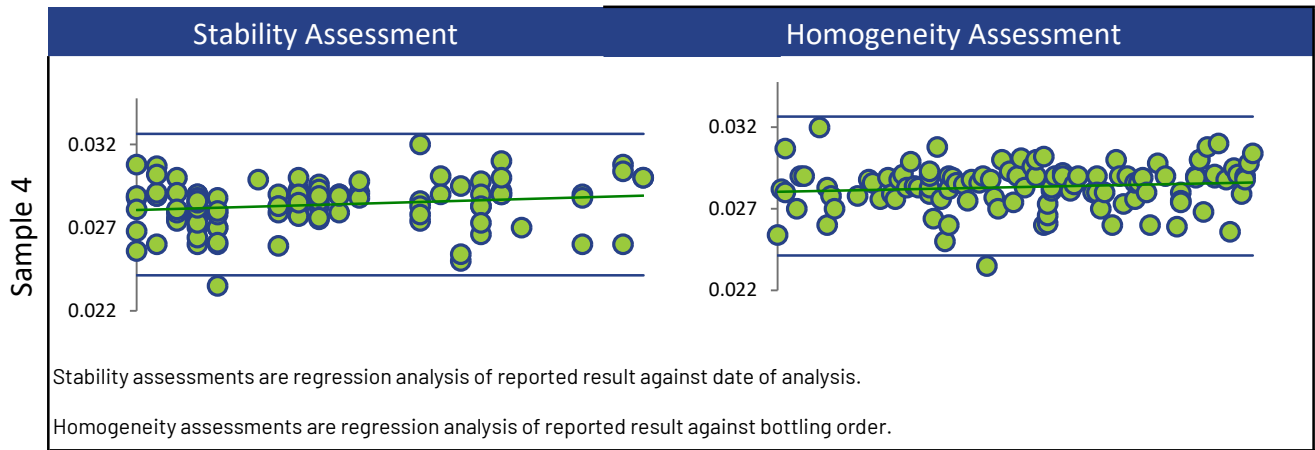 Stability Assessment
Homogeneity Assessment
Sample 4
0.032
0.027
0.022
0.032
0.027
0.022
Stability assessments are regression analysis of reported result against date of analysis.
Homogeneity assessments are regression analysis of reported result against bottling order.